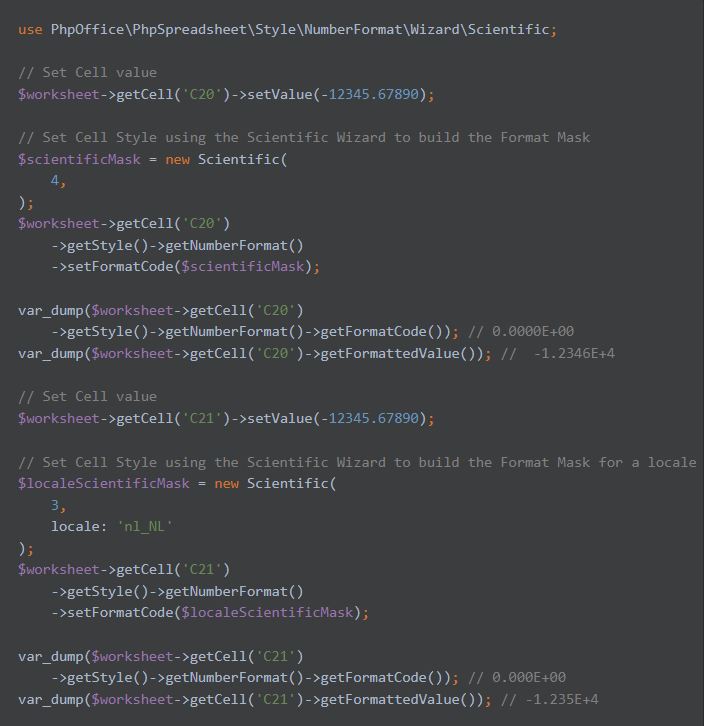 use PhpOffice\PhpSpreadsheet\Style\NumberFormat\Wizard\Scientific;

// Set Cell value
$worksheet->getCell('C20')->setValue(-12345.67890);

// Set Cell Style using the Scientific Wizard to build the Format Mask
$scientificMask = new Scientific(
    4,
);
$worksheet->getCell('C20')
    ->getStyle()->getNumberFormat()
    ->setFormatCode($scientificMask);

var_dump($worksheet->getCell('C20')
    ->getStyle()->getNumberFormat()->getFormatCode()); // 0.0000E+00
var_dump($worksheet->getCell('C20')->getFormattedValue()); //  -1.2346E+4

// Set Cell value
$worksheet->getCell('C21')->setValue(-12345.67890);

// Set Cell Style using the Scientific Wizard to build the Format Mask for a locale
$localeScientificMask = new Scientific(
    3,
    locale: 'nl_NL'
);
$worksheet->getCell('C21')
    ->getStyle()->getNumberFormat()
    ->setFormatCode($localeScientificMask);

var_dump($worksheet->getCell('C21')
    ->getStyle()->getNumberFormat()->getFormatCode()); // 0.000E+00
var_dump($worksheet->getCell('C21')->getFormattedValue()); // -1.235E+4